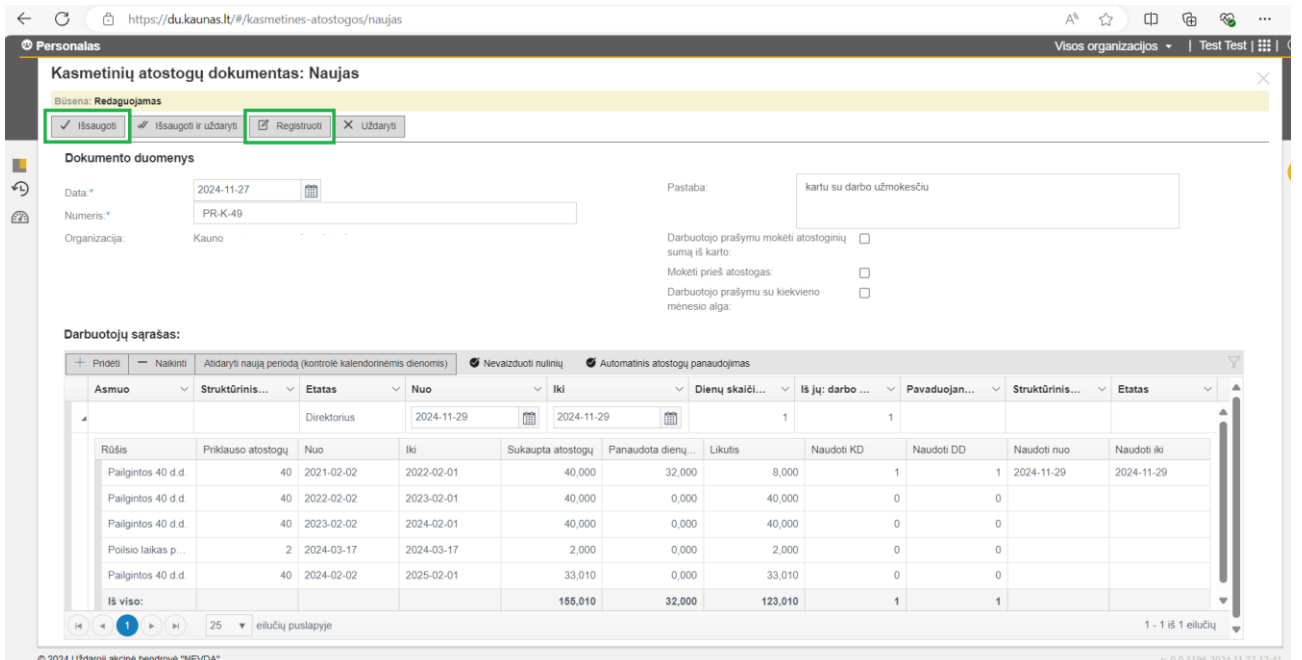 https://du.kaunas.lt/#/kasmetines-atostogos/naujas
Personalas Visos organizacijos | Test Test |
Kasmetinių atostogų dokumentas: Naujas
Būsena: Redaguojamas
Išsaugoti Išsaugoti ir uždaryti Registruoti Uždaryti
Dokumento duomenys
Data:* 2024-11-27 Pastaba: kartu su darbo užmokesčiu
Numeris:* PR-K-49
Organizacija: Kauno Darbuotojo prašymu mokėti atostoginių
sumą iš karto:
Mokėti prieš atostogas:
Darbuotojo prašymu su kiekvieno
mėnesio alga:
Darbuotojų sąrašas:
+ Pridėti — Naikinti Atidaryti naują periodą (kontrolė kalendorinėmis dienomis) Nevaizduoti nulinių Automatinis atostogų panaudojimas
Asmuo Struktūrinis... Etatas Nuo Iki Dienų skaiči... Iš jų: darbo ... Pavaduojan... Struktūrinis... Etatas
Direktorius 2024-11-29 2024-11-29 1 1
Rūšis Priklauso atostogų Nuo Iki Sukaupta atostogų Panaudota dienų... Likutis Naudoti KD Naudoti DD Naudoti nuo Naudoti iki
Pailgintos 40 d.d. 40 2021-02-02 2022-02-01 40,000 32,000 8,000 1 1 2024-11-29 2024-11-29
Pailgintos 40 d.d. 40 2022-02-02 2023-02-01 40,000 0,000 40,000 0 0
Pailgintos 40 d.d. 40 2023-02-02 2024-02-01 40,000 0,000 40,000 0 0
Poilsio laikas p... 2 2024-03-17 2024-03-17 2,000 0,000 2,000 0 0
Pailgintos 40 d.d. 40 2024-02-02 2025-02-01 33,010 0,000 33,010 0 0
Iš viso: 155,010 32,000 123,010 1 1
1 25 eilučių puslapyje 1 - 1 iš 1 eilučių
© 2024 Uždaroji akcinė bendrovė "NEVDA"